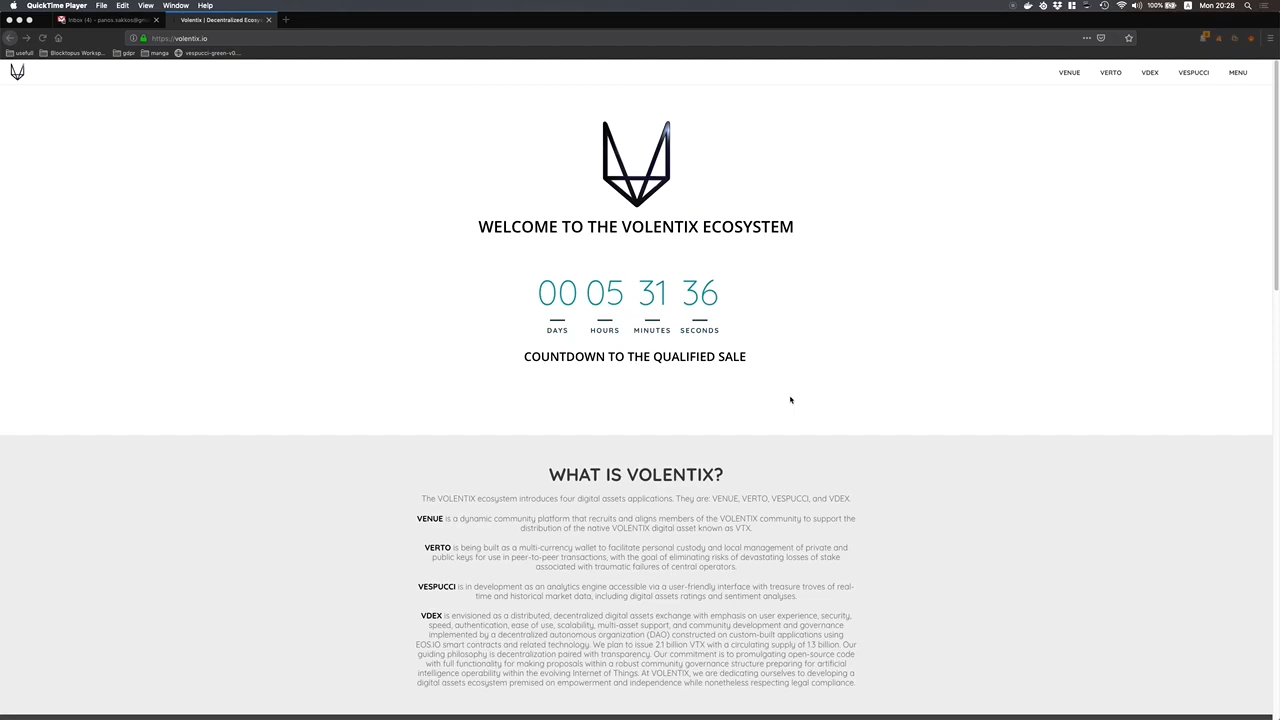 QuickTime Player File Edit View Window Help 100% A Mon 20:28
Inbox (4) - panos.sakkos@gm
Volentix | Decentralized Ecosy
https://volentix.io
usefull Blocktopus Worksp... gdpr manga vespucci-green-v0...
VENUE VERTO VDEX VESPUCCI MENU
WELCOME TO THE VOLENTIX ECOSYSTEM
00 05 31 36
DAYS HOURS MINUTES SECONDS
COUNTDOWN TO THE QUALIFIED SALE
WHAT IS VOLENTIX?
The VOLENTIX ecosystem introduces four digital assets applications. They are: VENUE, VERTO, VESPUCCI, and VDEX.
VENUE is a dynamic community platform that recruits and aligns members of the VOLENTIX community to support the
distribution of the native VOLENTIX digital asset known as VTX.
VERTO is being built as a multi-currency wallet to facilitate personal custody and local management of private and
public keys for use in peer-to-peer transactions, with the goal of eliminating risks of devastating losses of stake
associated with traumatic failures of central operators.
VESPUCCI is in development as an analytics engine accessible via a user-friendly interface with treasure troves of real-
time and historical market data, including digital assets ratings and sentiment analyses.
VDEX is envisioned as a distributed, decentralized digital assets exchange with emphasis on user experience, security,
speed, authentication, ease of use, scalability, multi-asset support, and community development and governance
implemented by a decentralized autonomous organization (DAO) constructed on custom-built applications using
EOS.IO smart contracts and related technology. We plan to issue 2.1 billion VTX with a circulating supply of 1.3 billion. Our
guiding philosophy is decentralization paired with transparency. Our commitment is to promulgating open-source code
with full functionality for making proposals within a robust community governance structure preparing for artificial
intelligence operability within the evolving Internet of Things. At VOLENTIX, we are dedicating ourselves to developing a
digital assets ecosystem premised on empowerment and independence while nonetheless respecting legal compliance.